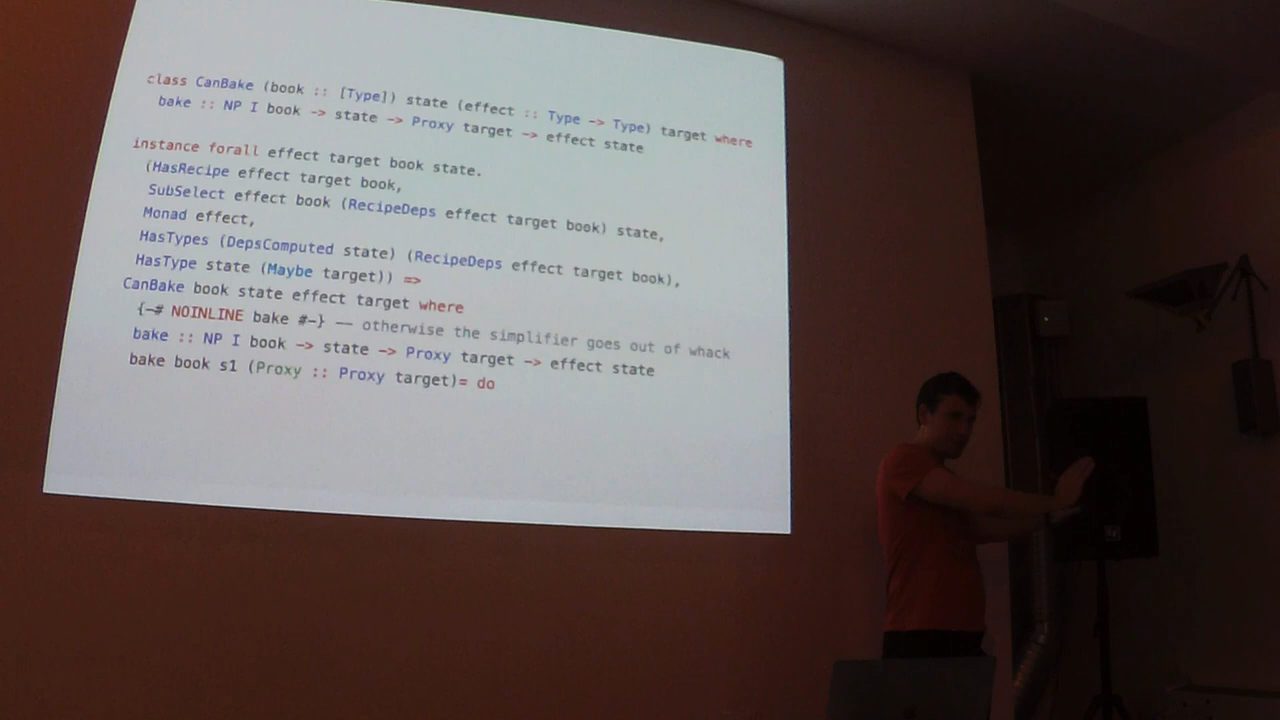 class CanBake (book :: [Type]) state (effect :: Type -> Type) target where
bake :: NP I book -> state -> Proxy target -> effect state
instance forall effect target book state.
(HasRecipe effect target book,
SubSelect effect book (RecipeDeps effect target book) state,
Monad effect,
HasTypes (DepsComputed state) (RecipeDeps effect target book),
HasType state (Maybe target)) =>
CanBake book state effect target where
{-# NOINLINE bake #-} -- otherwise the simplifier goes out of whack
bake :: NP I book -> state -> Proxy target -> effect state
bake book s1 (Proxy :: Proxy target)= do